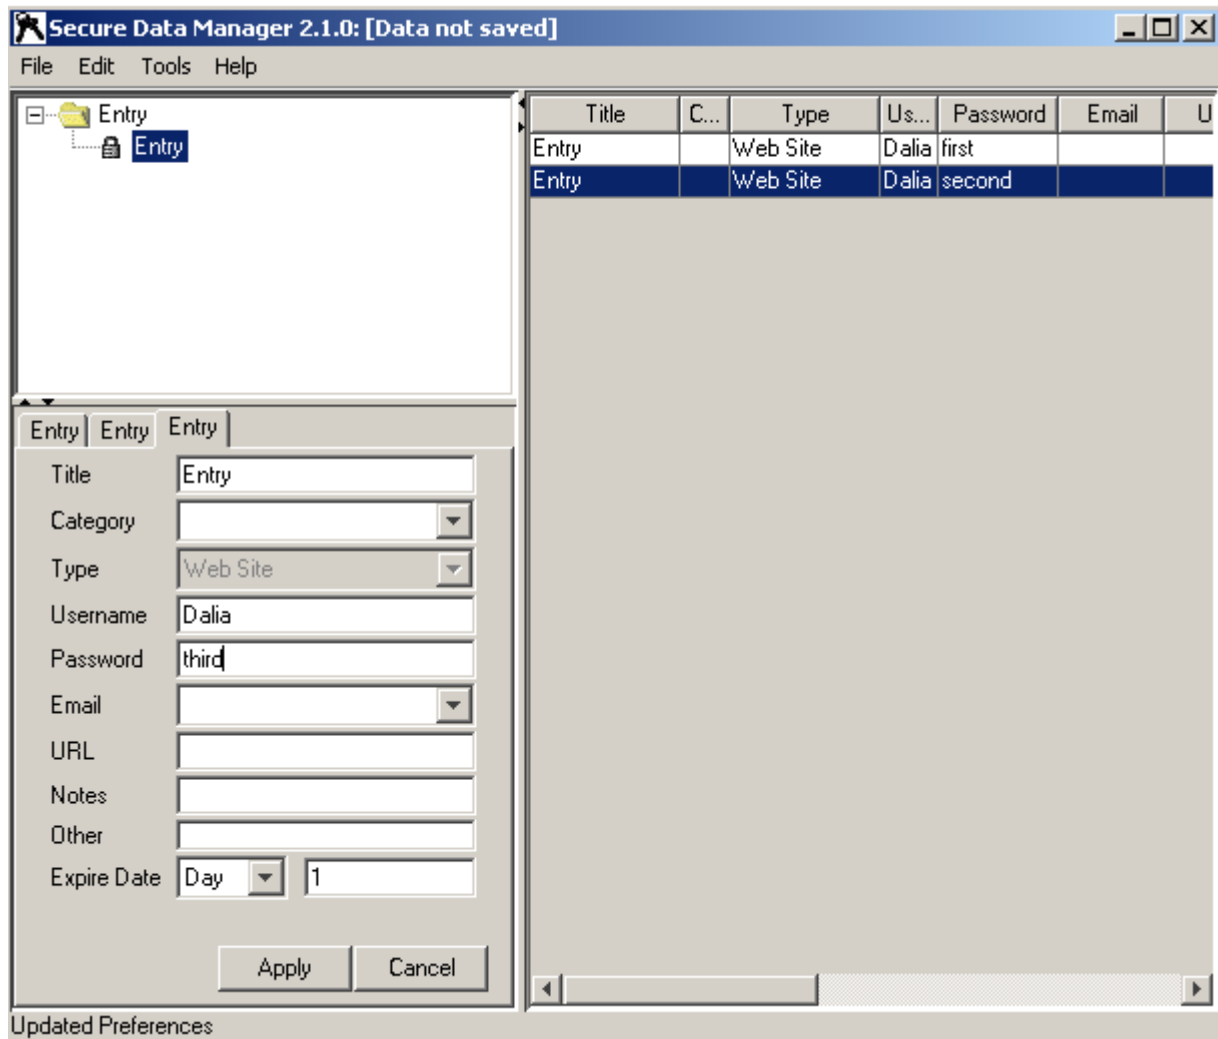 Secure Data Manager 2.1.0: [Data not saved]
File Edit Tools Help
Entry
Entry
Title C... Type Us... Password Email U
Entry Web Site Dalia first
Entry Web Site Dalia second
Entry Entry Entry
Title Entry
Category
Type Web Site
Username Dalia
Password third
Email
URL
Notes
Other
Expire Date Day 1
Apply Cancel
Updated Preferences